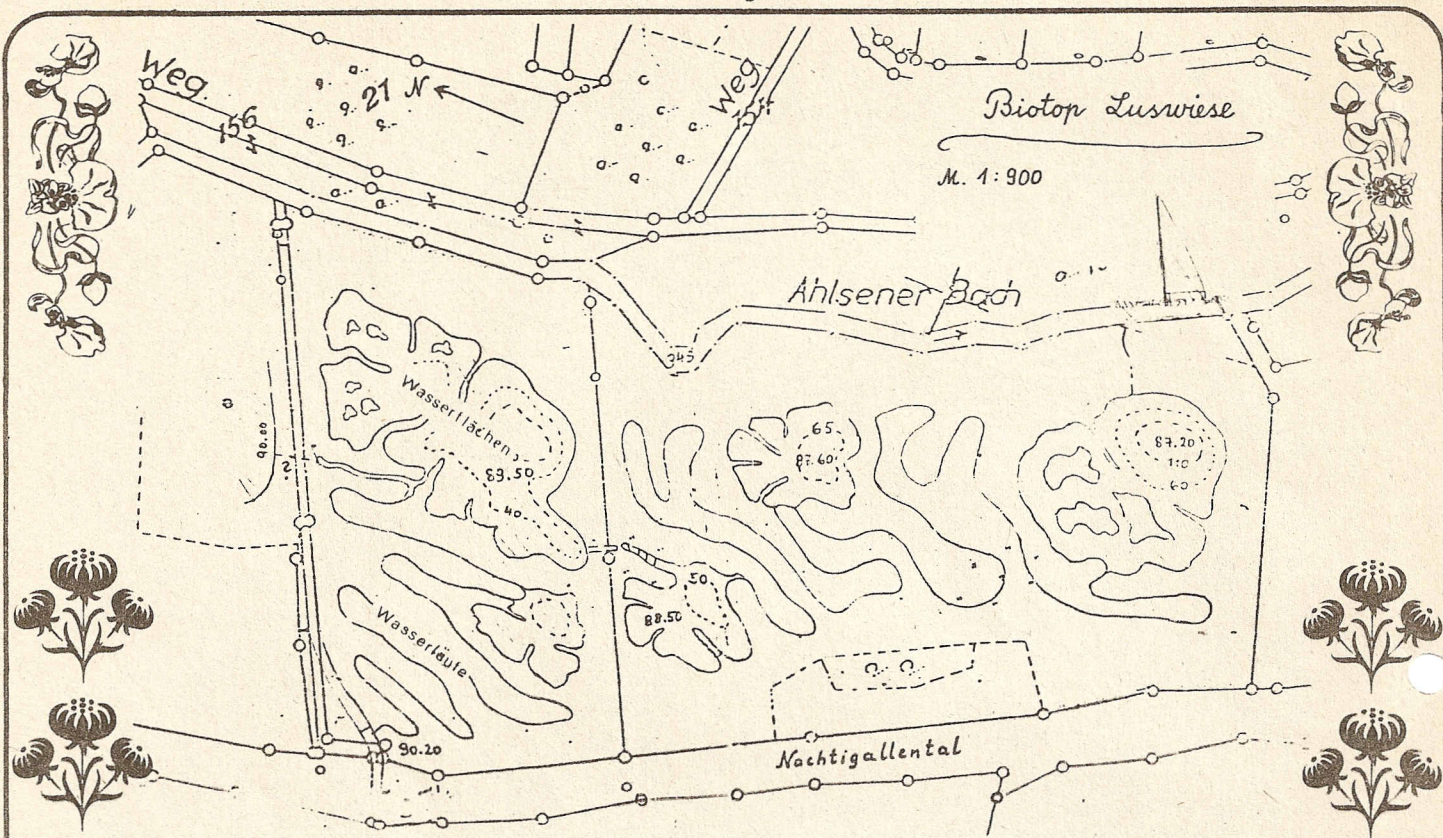 Weg.
156
21 N
Weg
Biotop Luswiese
M. 1:900
Ahlsener Bach
345
Wasserflächen
89.50
40
90.00
2.
65
87.60
87.20
1:0
60
50
88.50
Wasserläufe
90.20
Nachtigallental